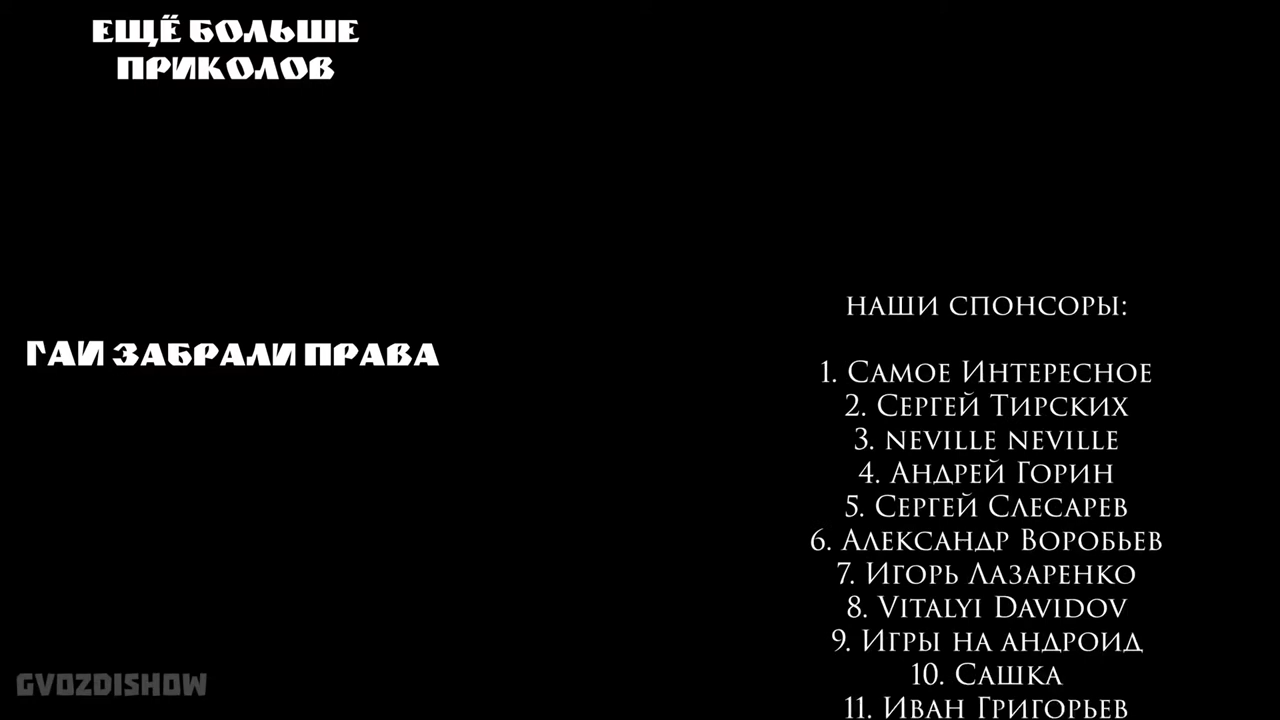 ЕЩЁ БОЛЬШЕ
ПРИКОЛОВ
ГАИ ЗАБРАЛИ ПРАВА
НАШИ СПОНСОРЫ:
1. Самое Интересное
2. Сергей Тирских
3. neville neville
4. Андрей Горин
5. Сергей Слесарев
6. Александр Воробьев
7. Игорь Лазаренко
8. Vitalyi Davidov
9. Игры на андроид
10. Сашка
11. Иван Григорьев
GVOZDISHOW